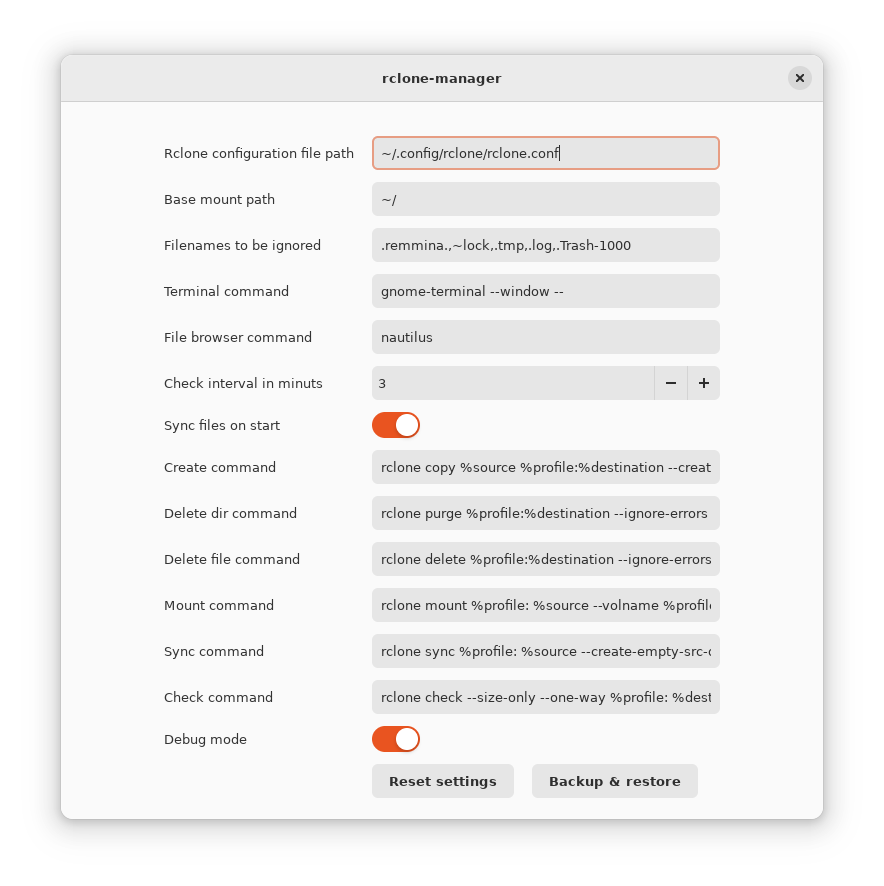 rclone-manager
Rclone configuration file path ~/.config/rclone/rclone.conf
Base mount path ~/
Filenames to be ignored .remmina.,~lock,.tmp,.log,.Trash-1000
Terminal command gnome-terminal --window --
File browser command nautilus
Check interval in minuts 3 − +
Sync files on start
Create command rclone copy %source %profile:%destination --creat
Delete dir command rclone purge %profile:%destination --ignore-errors
Delete file command rclone delete %profile:%destination --ignore-errors
Mount command rclone mount %profile: %source --volname %profil
Sync command rclone sync %profile: %source --create-empty-src-
Check command rclone check --size-only --one-way %profile: %dest
Debug mode
Reset settings Backup & restore